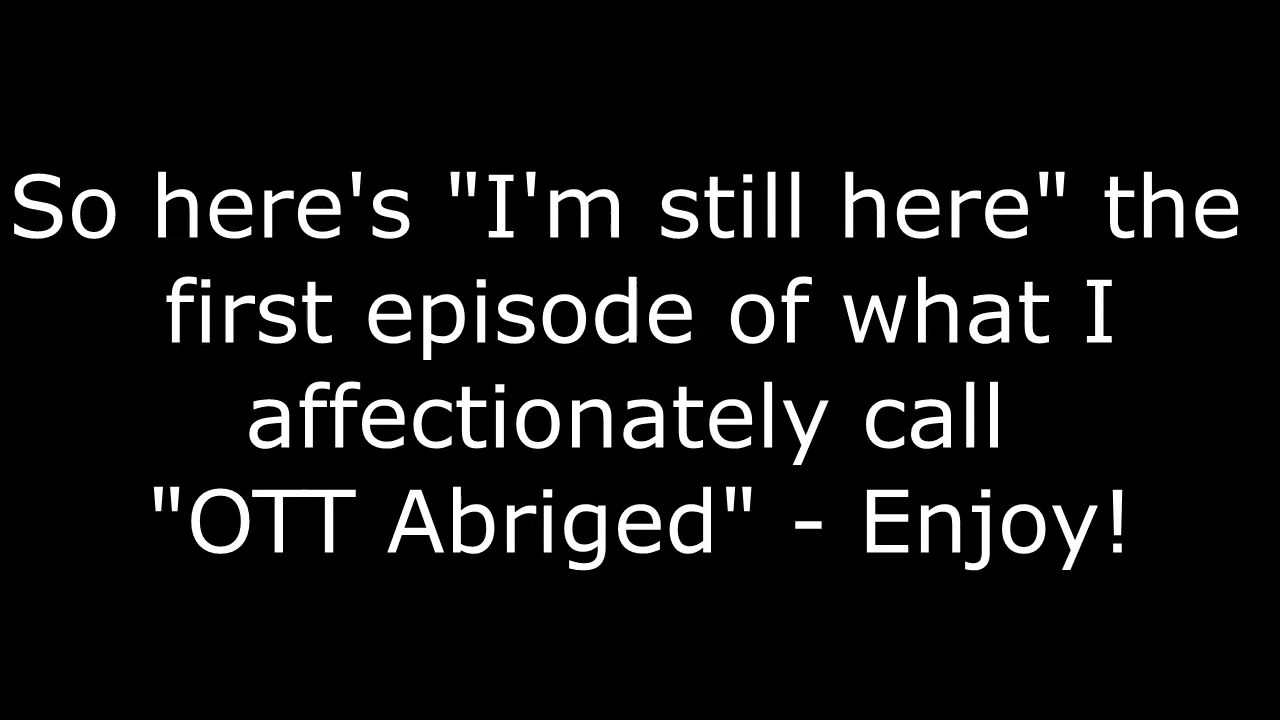 So here's "I'm still here" the
first episode of what I
affectionately call
"OTT Abriged" - Enjoy!